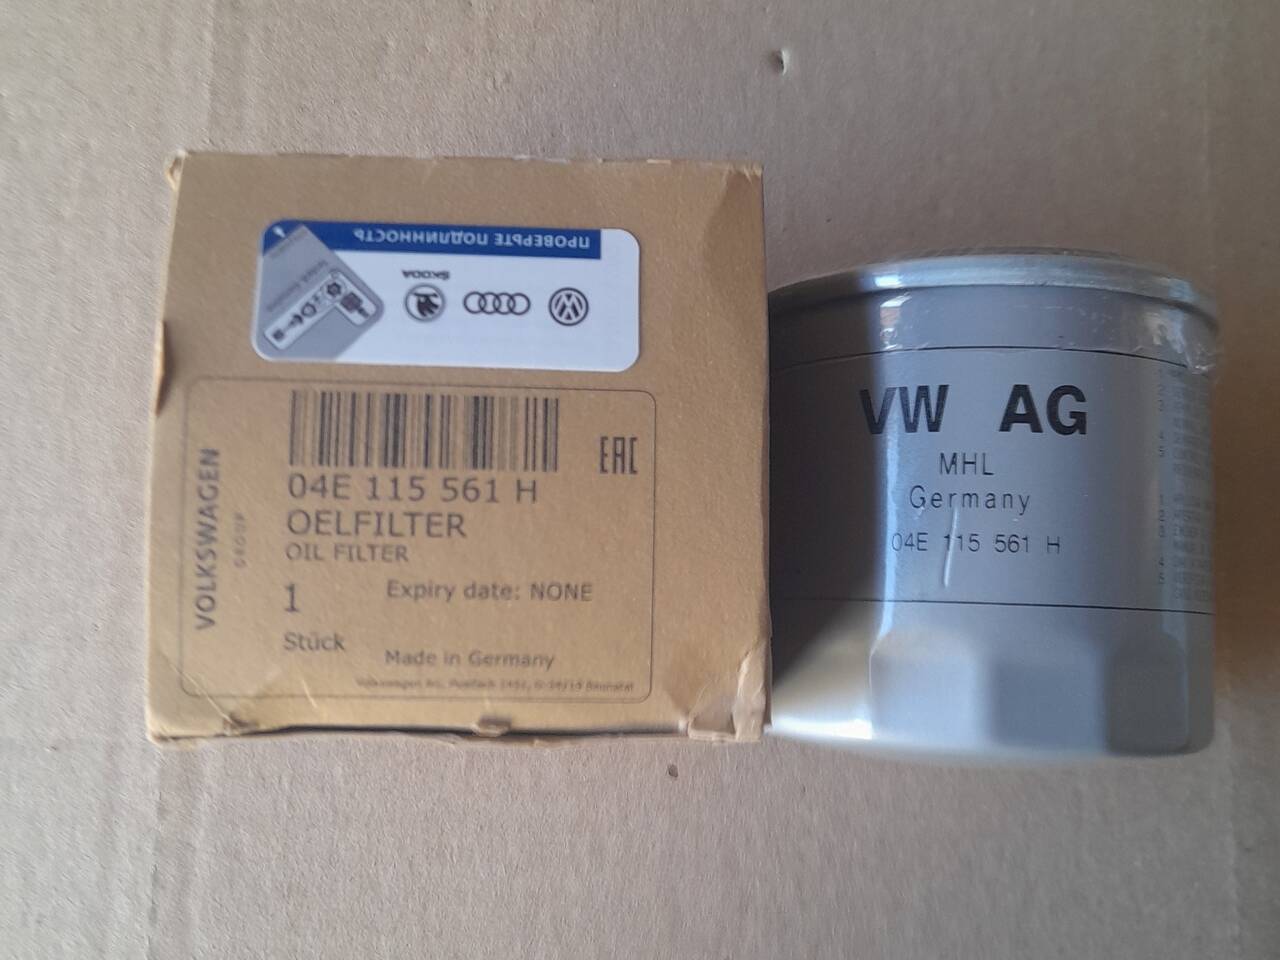 ПРОВЕРЬТЕ ПОДЛИННОСТЬ
ŠKODA
VOLKSWAGEN
GROUP
EAC
04E 115 561 H
OELFILTER
OIL FILTER
1
Expiry date: NONE
Stück
Made in Germany
VW AG
MHL
Germany
04E 115 561 H